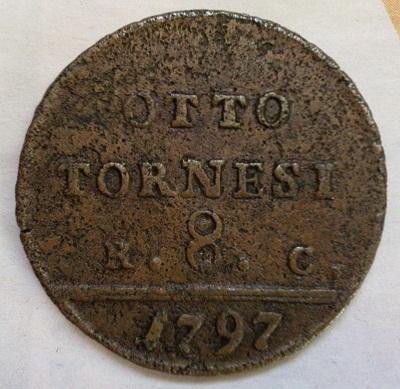 OTTO
TORNESI
R. 8. C.
1797